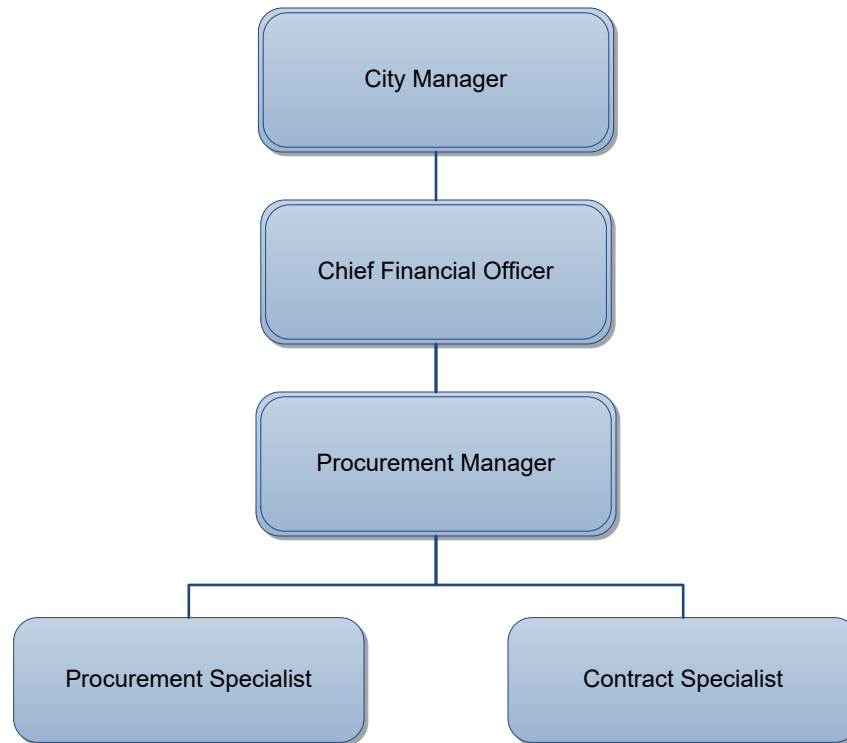 City Manager
Chief Financial Officer
Procurement Manager
Procurement Specialist
Contract Specialist